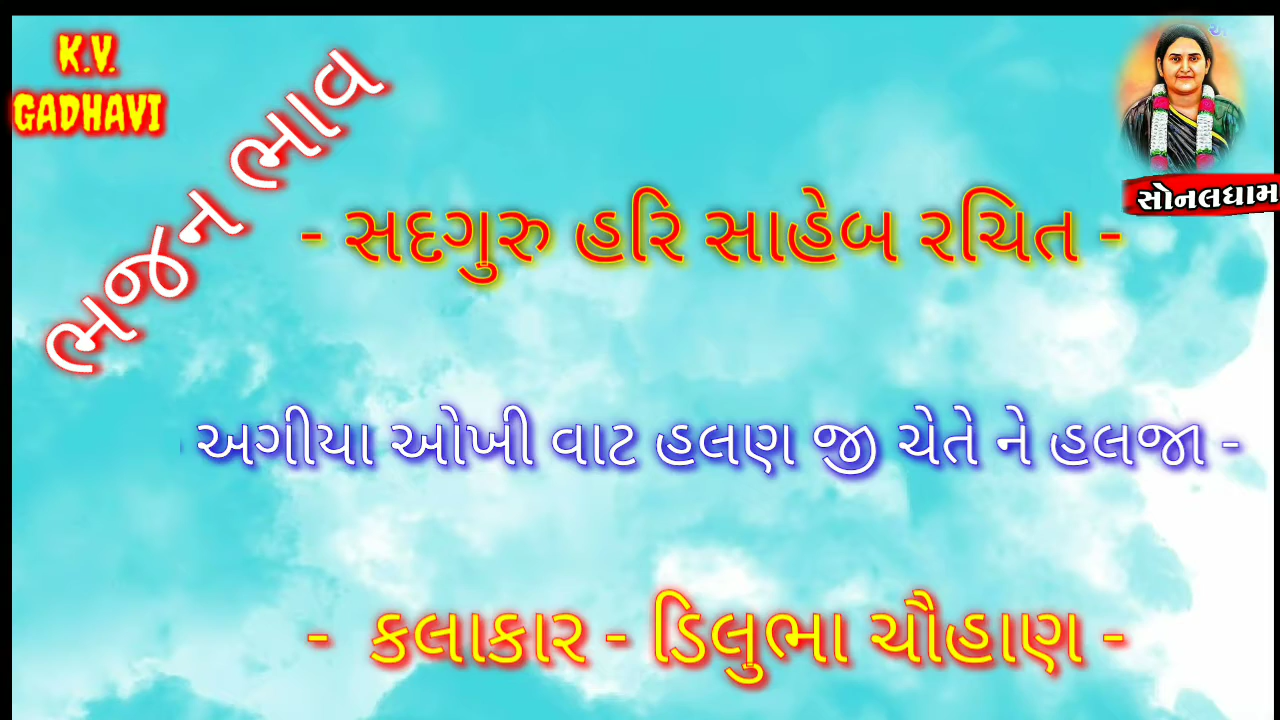 K.V.
GADHAVI
ભજન ભાવ
સોનલધામ
- સદગુરુ હરિ સાહેબ રચિત -
અગીયા ઓખી વાટ હલણ જી ચેતે ને હલજા -
- કલાકાર - ડિલુભા ચૌહાણ -